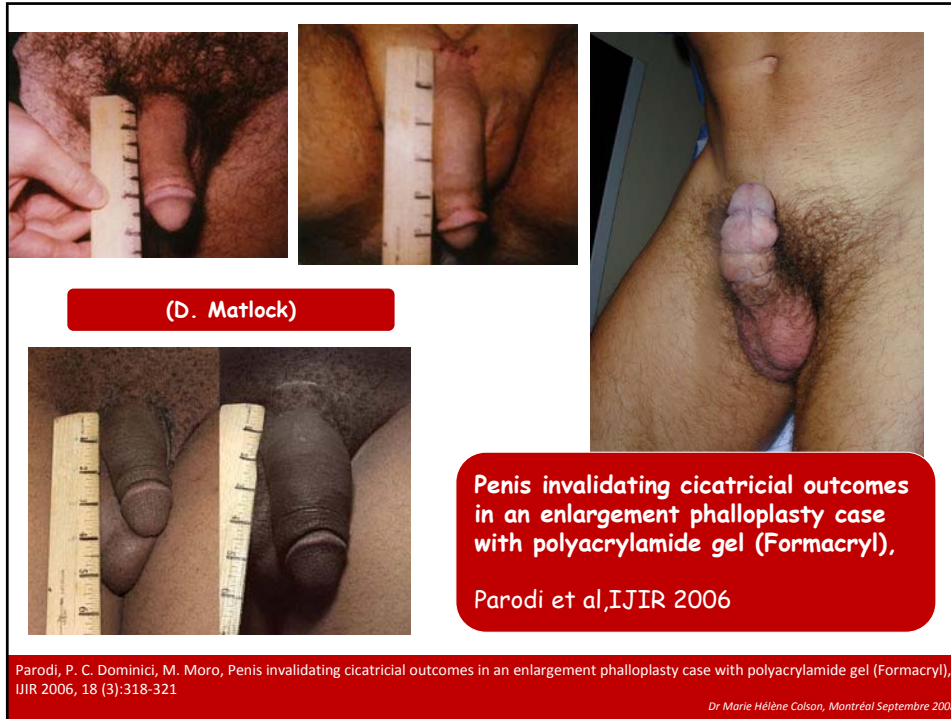 (D. Matlock)
Penis invalidating cicatricial outcomes
in an enlargement phalloplasty case
with polyacrylamide gel (Formacryl),
Parodi et al,IJIR 2006
Parodi, P. C. Dominici, M. Moro, Penis invalidating cicatricial outcomes in an enlargement phalloplasty case with polyacrylamide gel (Formacryl),
IJIR 2006, 18 (3):318-321
Dr Marie Hélène Colson, Montréal Septembre 200